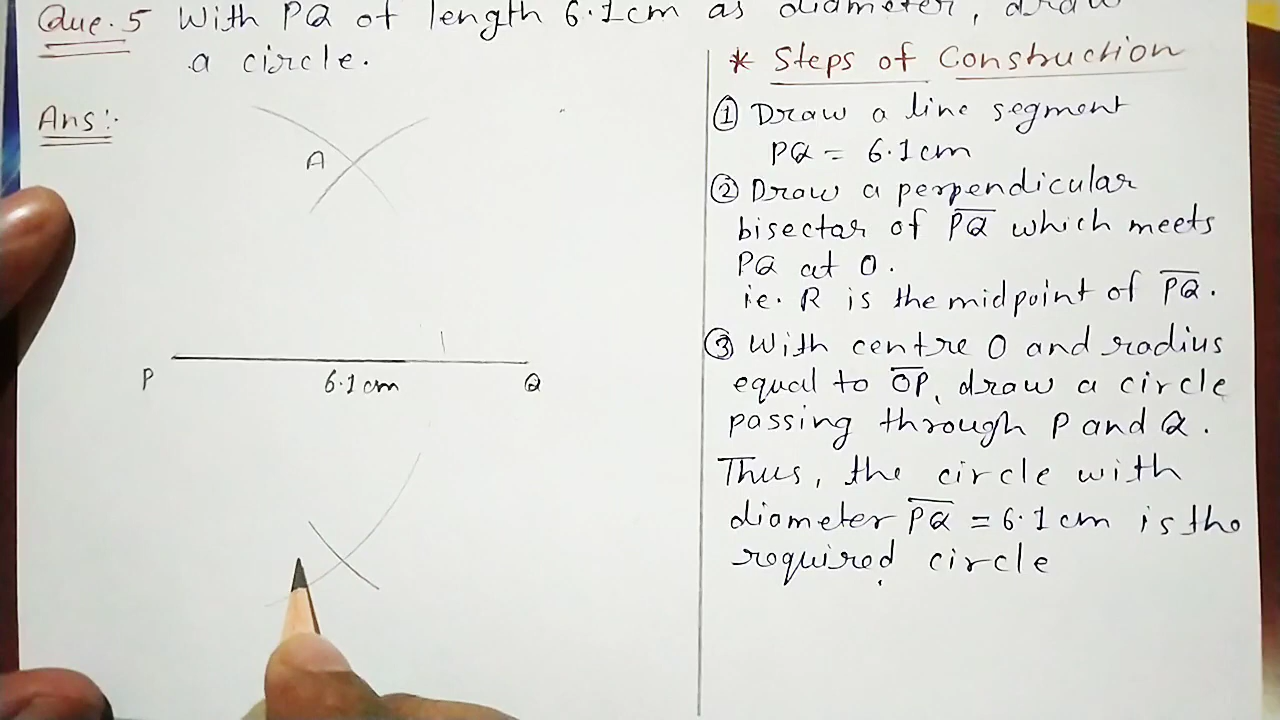 Que.5 With PQ of length 6.1cm as diameter, draw
a circle.
Ans:-
A
P
6.1cm
Q
* Steps of Construction
① Draw a line segment
PQ = 6.1cm
② Draw a perpendicular
bisectar of PQ which meets
PQ at O.
ie. R is the midpoint of PQ.
③ With centre O and radius
equal to OP, draw a circle
passing through P and Q.
Thus, the circle with
diameter PQ = 6.1cm is the
required circle